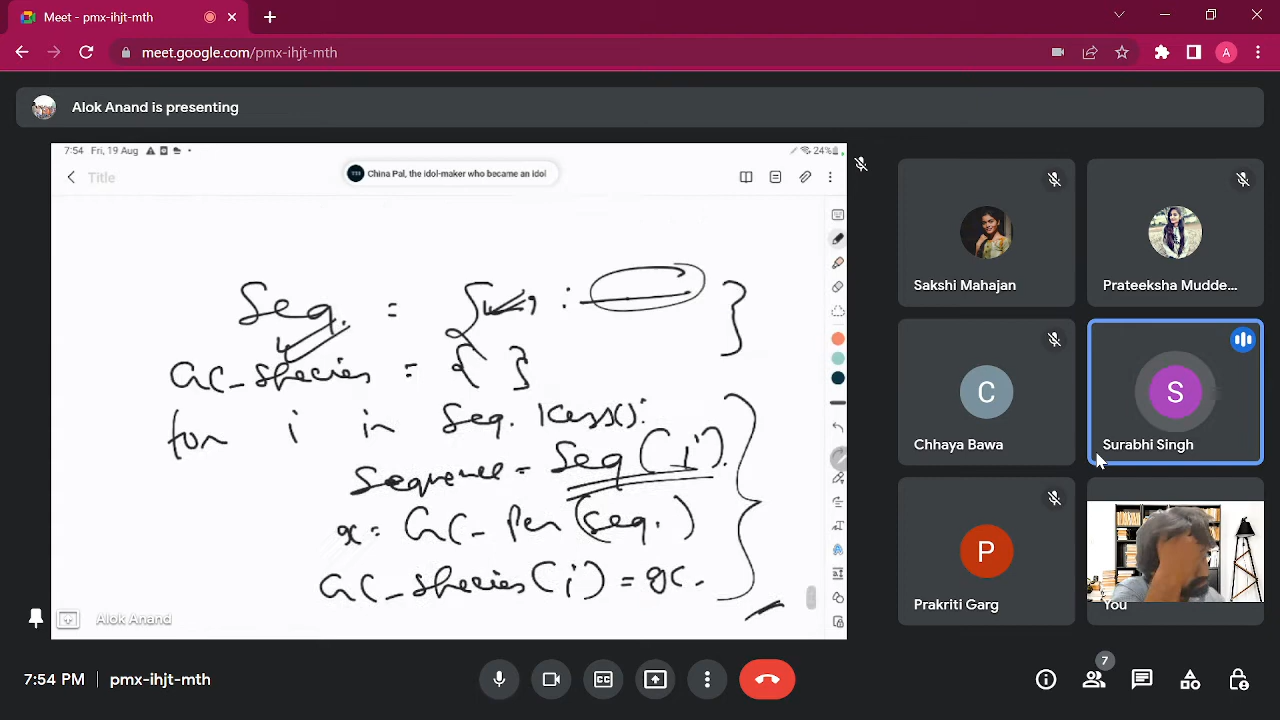 Meet - pmx-ihjt-mth
meet.google.com/pmx-ihjt-mth
A
Alok Anand is presenting
7:54 Fri, 19 Aug
24%
Title
China Pal, the idol-maker who became an idol
Seq. = { : }
GC_species = { }
for i in Seq. keys():
Sequence = Seq (i).
x = GC_Per (seq.)
GC_species (i) = gc.
Alok Anand
Sakshi Mahajan
Prateeksha Mudde...
C
Chhaya Bawa
S
Surabhi Singh
P
Prakriti Garg
You
7:54 PM
pmx-ihjt-mth
7